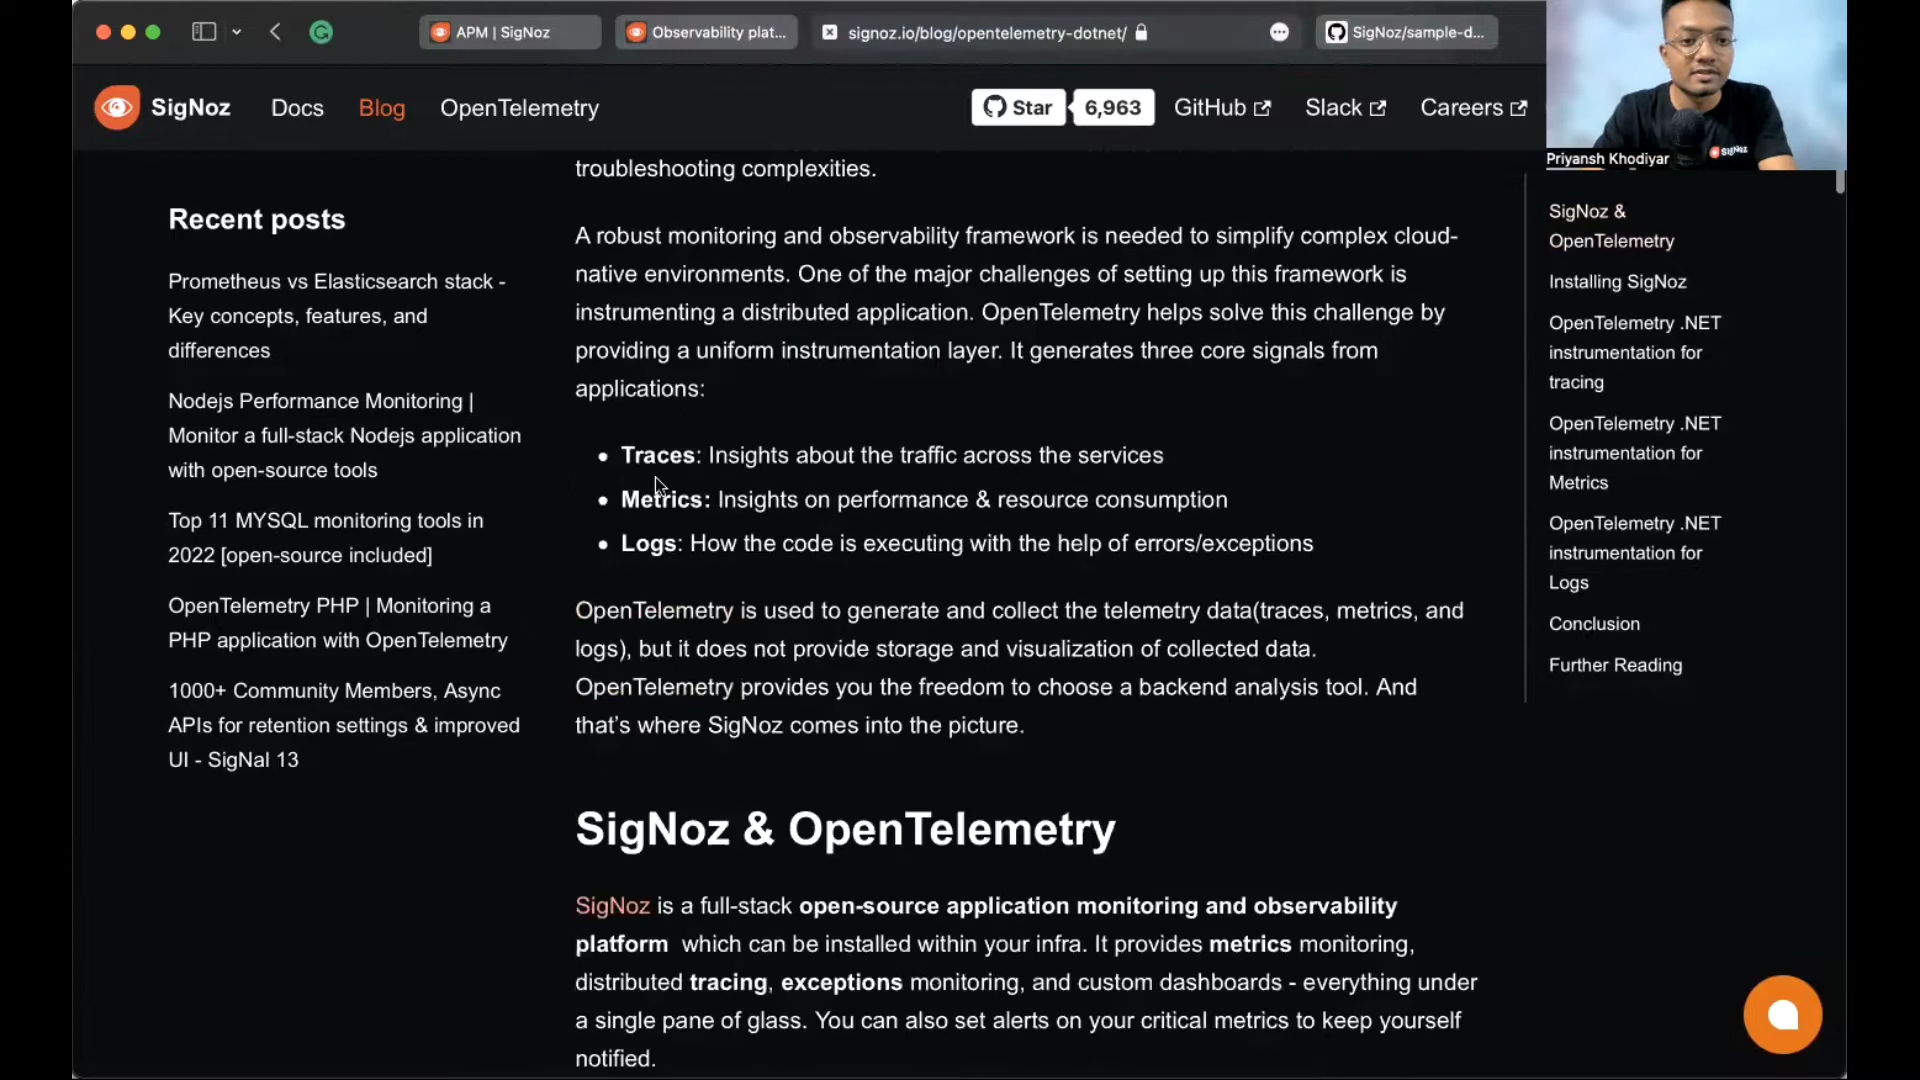 APM | SigNoz
Observability plat...
signoz.io/blog/opentelemetry-dotnet/
SigNoz/sample-d...
SigNoz
Docs
Blog
OpenTelemetry
Star
6,963
GitHub
Slack
Careers
SigNoz
Priyansh Khodiyar
Recent posts
Prometheus vs Elasticsearch stack -
Key concepts, features, and
differences
Nodejs Performance Monitoring |
Monitor a full-stack Nodejs application
with open-source tools
Top 11 MYSQL monitoring tools in
2022 [open-source included]
OpenTelemetry PHP | Monitoring a
PHP application with OpenTelemetry
1000+ Community Members, Async
APIs for retention settings & improved
UI - SigNal 13
troubleshooting complexities.
A robust monitoring and observability framework is needed to simplify complex cloud-
native environments. One of the major challenges of setting up this framework is
instrumenting a distributed application. OpenTelemetry helps solve this challenge by
providing a uniform instrumentation layer. It generates three core signals from
applications:
• Traces: Insights about the traffic across the services
• Metrics: Insights on performance & resource consumption
• Logs: How the code is executing with the help of errors/exceptions
OpenTelemetry is used to generate and collect the telemetry data(traces, metrics, and
logs), but it does not provide storage and visualization of collected data.
OpenTelemetry provides you the freedom to choose a backend analysis tool. And
that's where SigNoz comes into the picture.
SigNoz & OpenTelemetry
SigNoz is a full-stack open-source application monitoring and observability
platform which can be installed within your infra. It provides metrics monitoring,
distributed tracing, exceptions monitoring, and custom dashboards - everything under
a single pane of glass. You can also set alerts on your critical metrics to keep yourself
notified.
SigNoz &
OpenTelemetry
Installing SigNoz
OpenTelemetry .NET
instrumentation for
tracing
OpenTelemetry .NET
instrumentation for
Metrics
OpenTelemetry .NET
instrumentation for
Logs
Conclusion
Further Reading